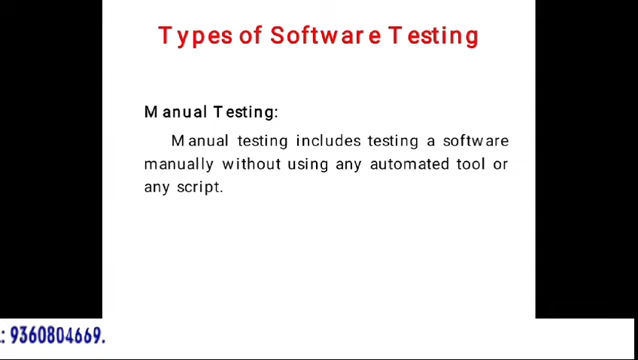 Types of Software Testing
Manual Testing:
Manual testing includes testing a software
manually without using any automated tool or
any script.
: 9360804669.